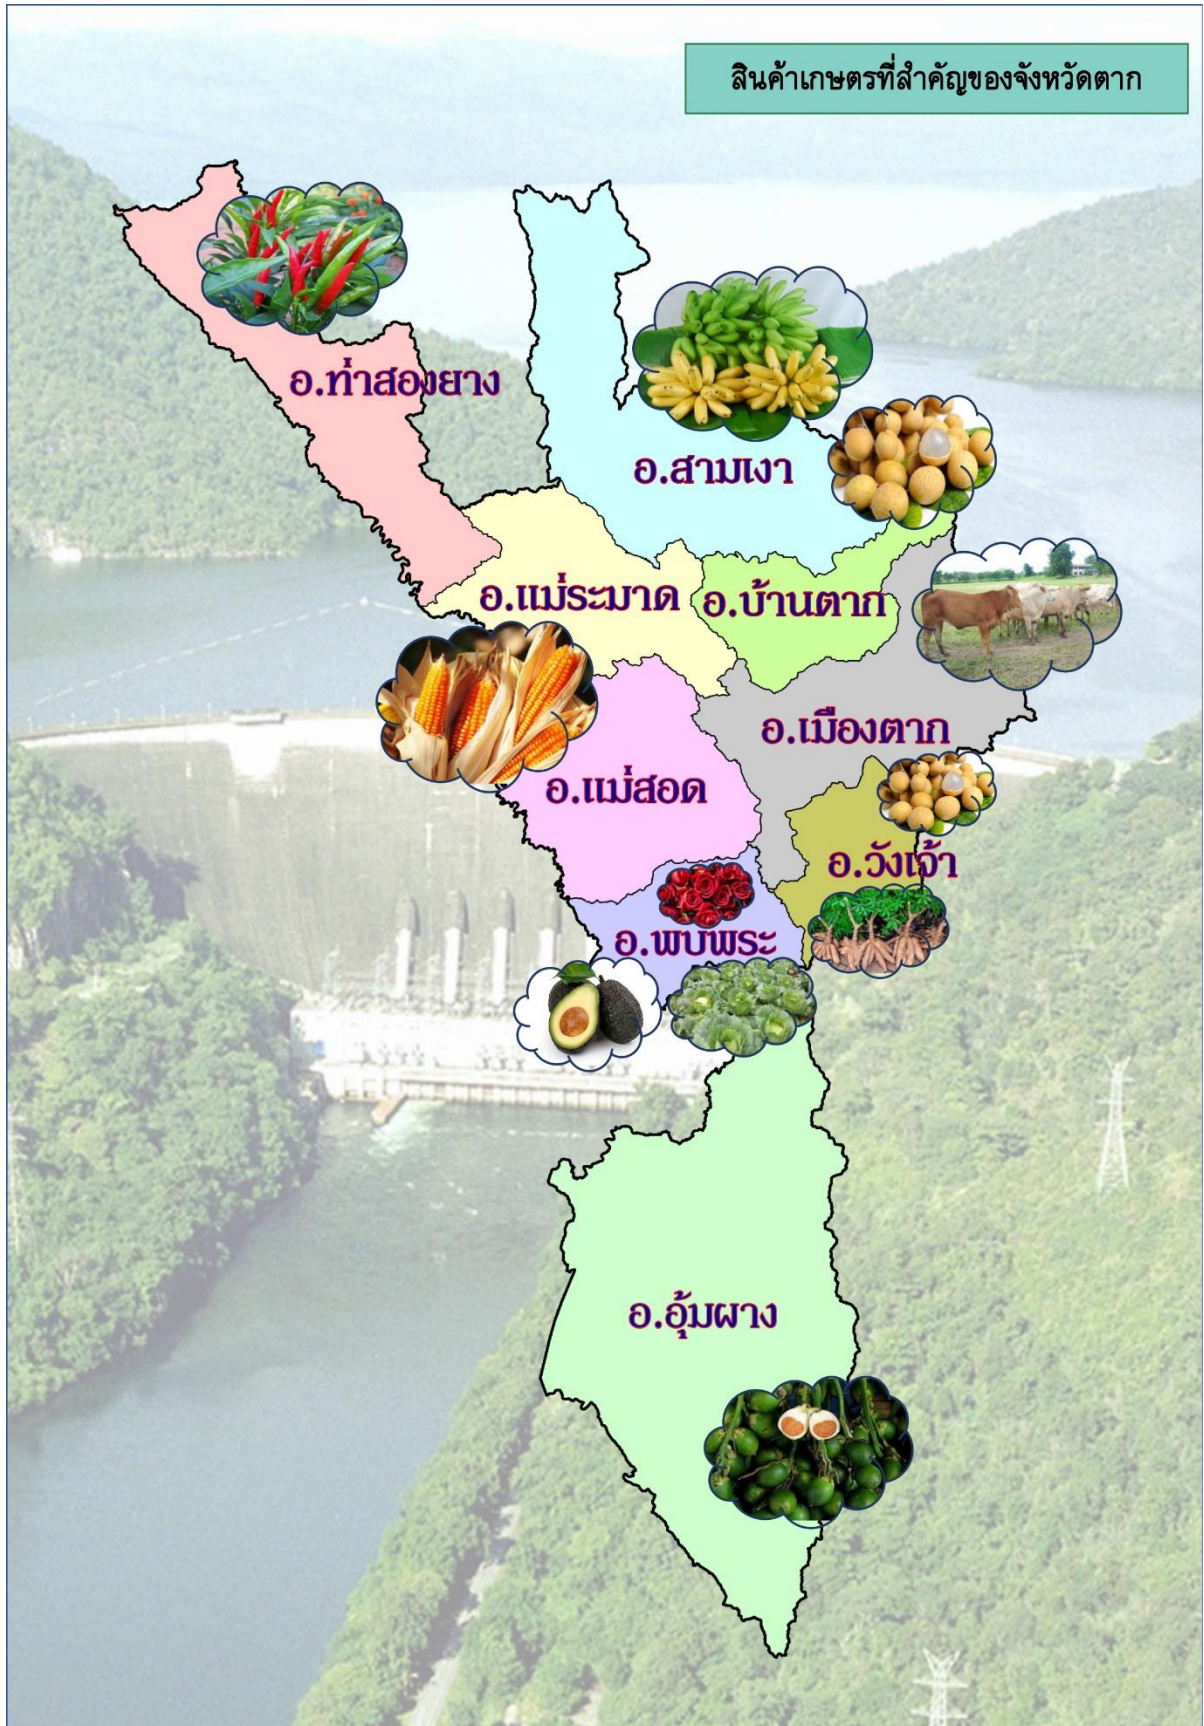 สินค้าเกษตรที่สำคัญของจังหวัดตาก
อ.ท่าสองยาง
อ.สามเงา
อ.แม่ระมาด
อ.บ้านตาก
อ.เมืองตาก
อ.แม่สอด
อ.วังเจ้า
อ.พบพระ
อ.อุ้มผาง